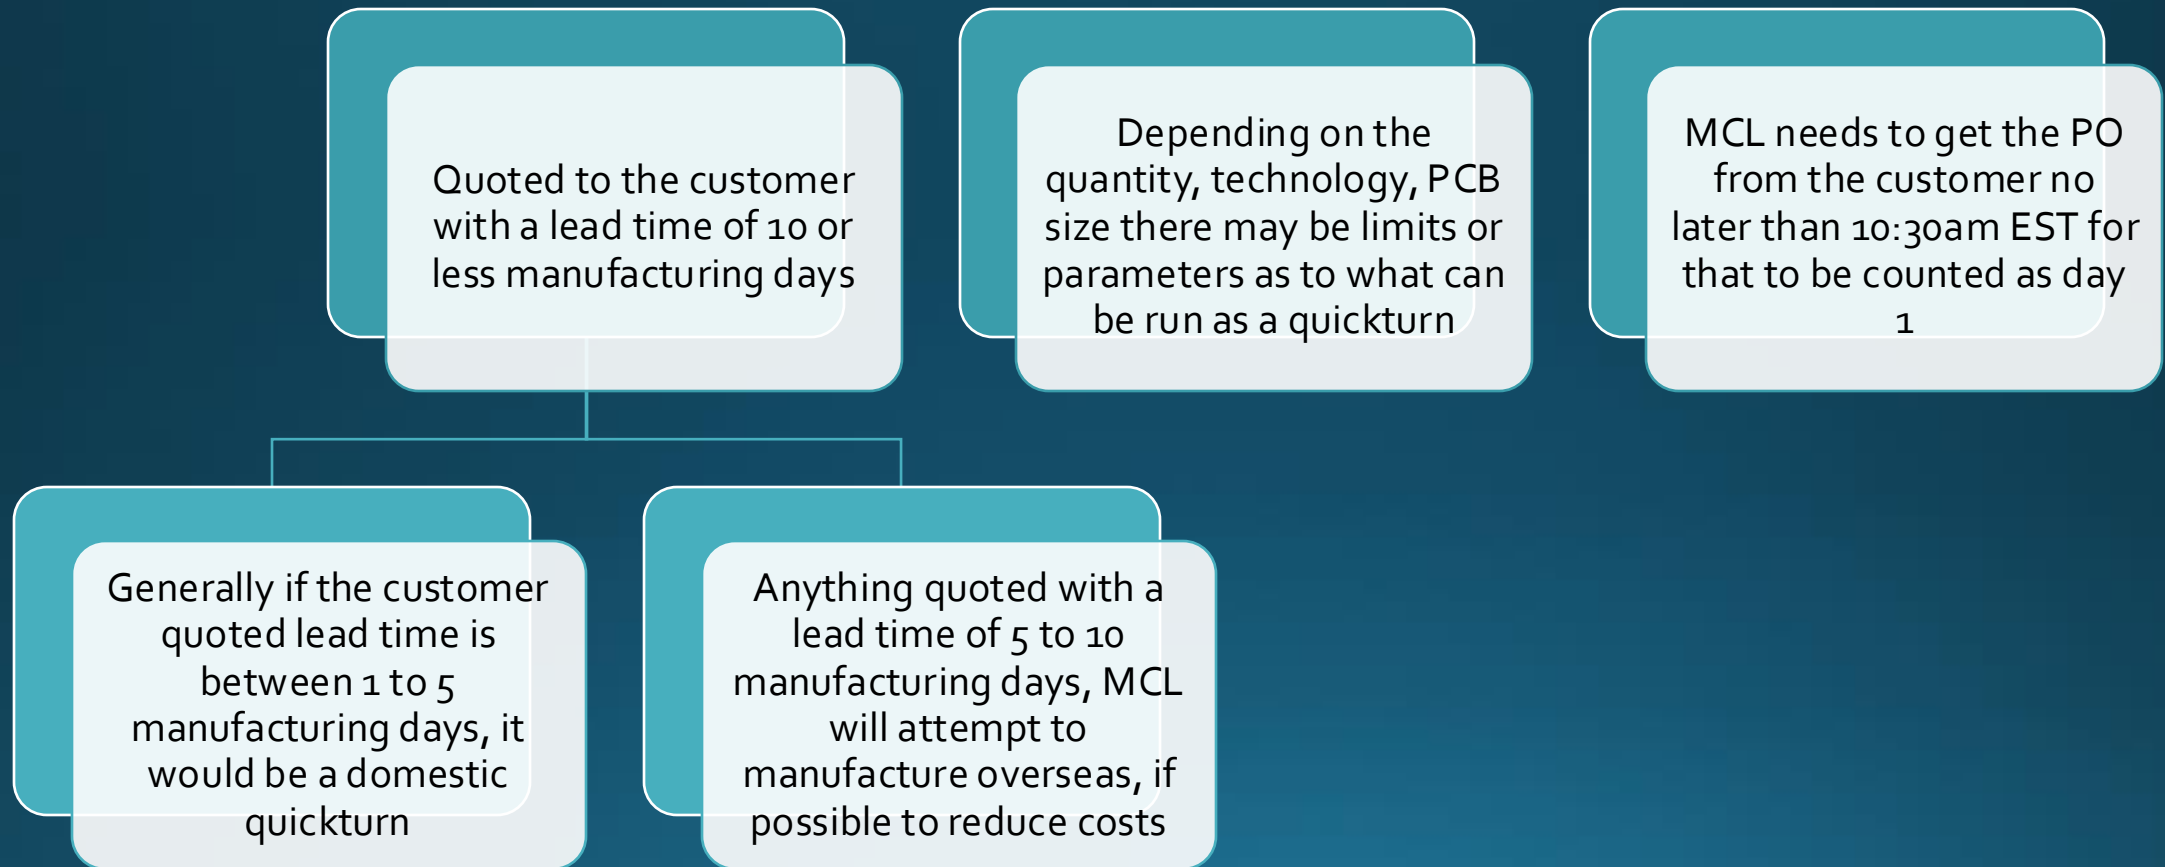 Quoted to the customer
with a lead time of 10 or
less manufacturing days
Depending on the
quantity, technology, PCB
size there may be limits or
parameters as to what can
be run as a quickturn
MCL needs to get the PO
from the customer no
later than 10:30am EST for
that to be counted as day
1
Generally if the customer
quoted lead time is
between 1 to 5
manufacturing days, it
would be a domestic
quickturn
Anything quoted with a
lead time of 5 to 10
manufacturing days, MCL
will attempt to
manufacture overseas, if
possible to reduce costs